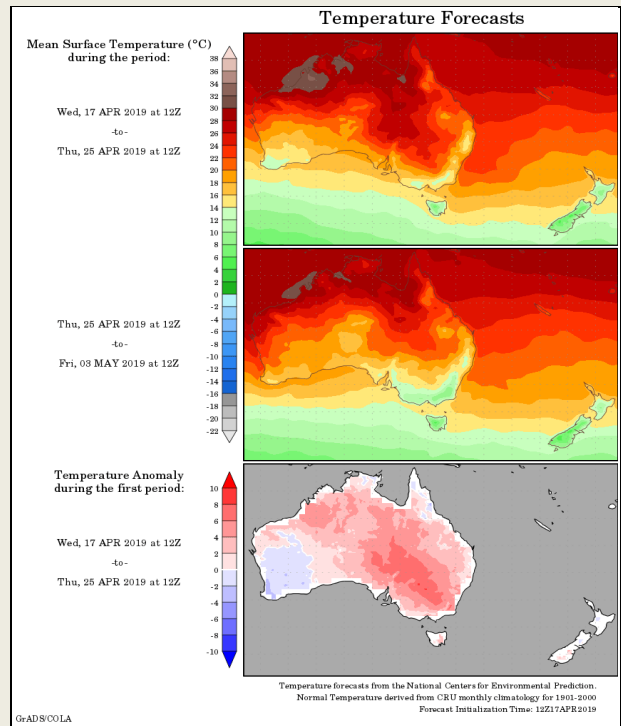 Temperature Forecasts
Mean Surface Temperature (°C)
during the period:
Wed, 17 APR 2019 at 12Z
-to-
Thu, 25 APR 2019 at 12Z
38
36
34
32
30
28
26
24
22
20
18
16
14
12
10
8
6
4
2
0
-2
-4
-6
-8
-10
-12
-14
-16
-18
-20
-22
Thu, 25 APR 2019 at 12Z
-to-
Fri, 03 MAY 2019 at 12Z
Temperature Anomaly
during the first period:
Wed, 17 APR 2019 at 12Z
-to-
Thu, 25 APR 2019 at 12Z
10
8
6
4
2
0
-2
-4
-6
-8
-10
Temperature forecasts from the National Centers for Environmental Prediction.
Normal Temperature derived from CRU monthly climatology for 1901-2000
Forecast Initialization Time: 12Z17APR2019
GrADS/COLA